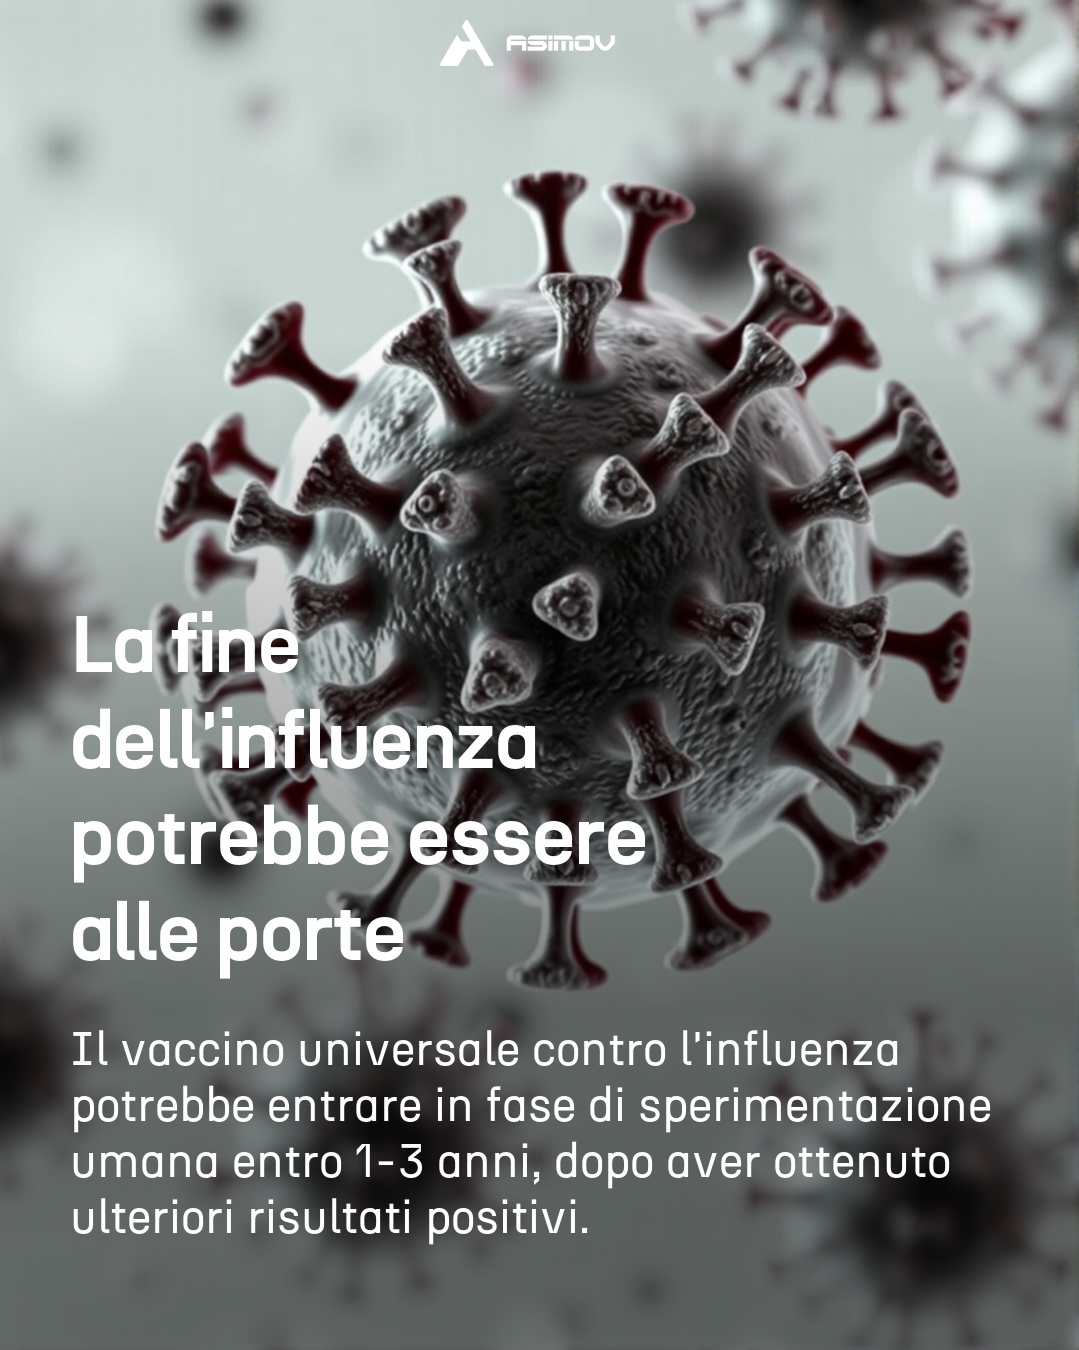 ASIMOV
La fine
dell'influenza
potrebbe essere
alle porte
Il vaccino universale contro l'influenza
potrebbe entrare in fase di sperimentazione
umana entro 1-3 anni, dopo aver ottenuto
ulteriori risultati positivi.